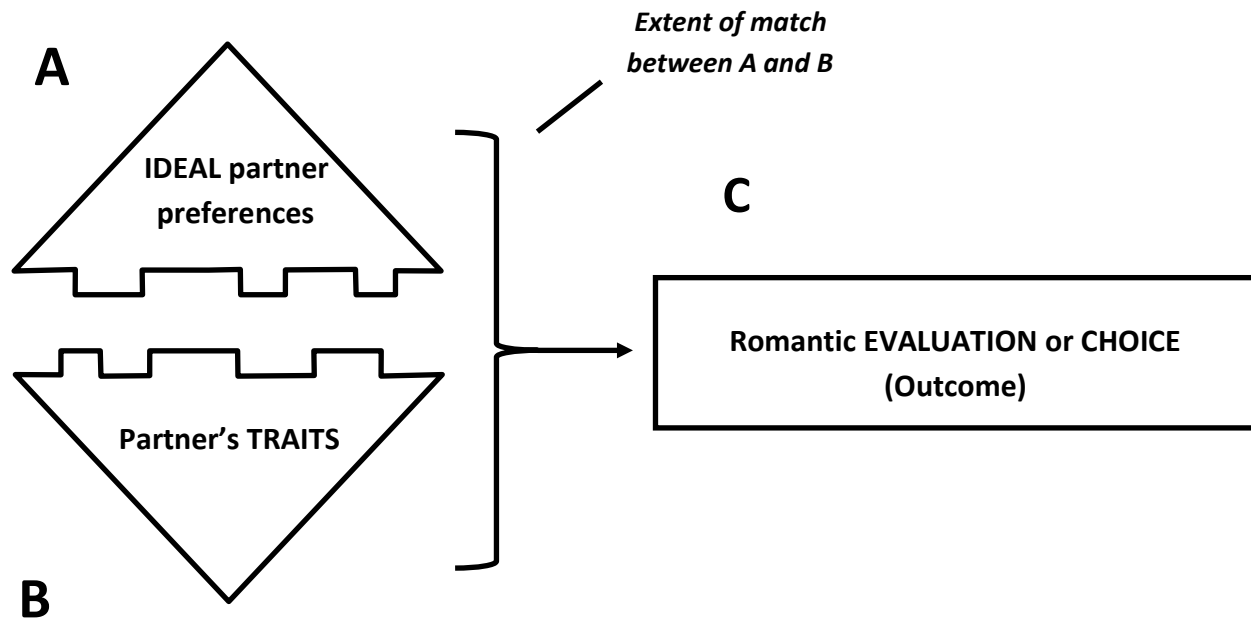 A
IDEAL partner
preferences
Extent of match
between A and B
C
Romantic EVALUATION or CHOICE
(Outcome)
Partner’s TRAITS
B